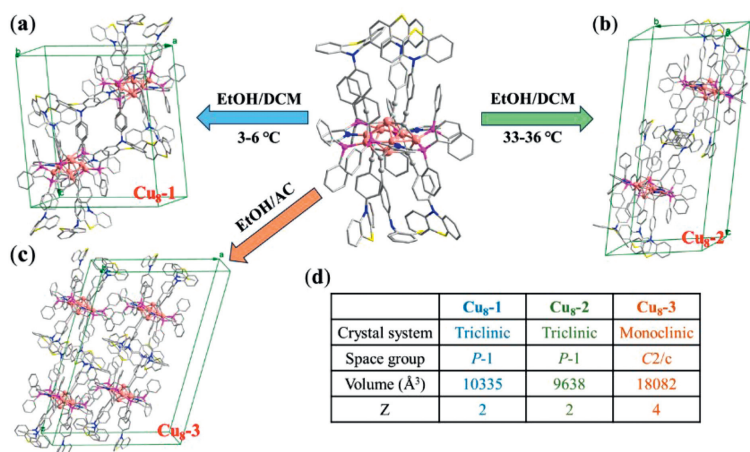 (a)
b
a
Cu8-1
EtOH/DCM
3-6 °C
EtOH/DCM
33-36 °C
(b)
b
Cu8-2
EtOH/AC
(c)
a
Cu8-3
(d)
Cu8-1 Cu8-2 Cu8-3
Crystal system Triclinic Triclinic Monoclinic
Space group P-1 P-1 C2/c
Volume (Å³) 10335 9638 18082
Z 2 2 4